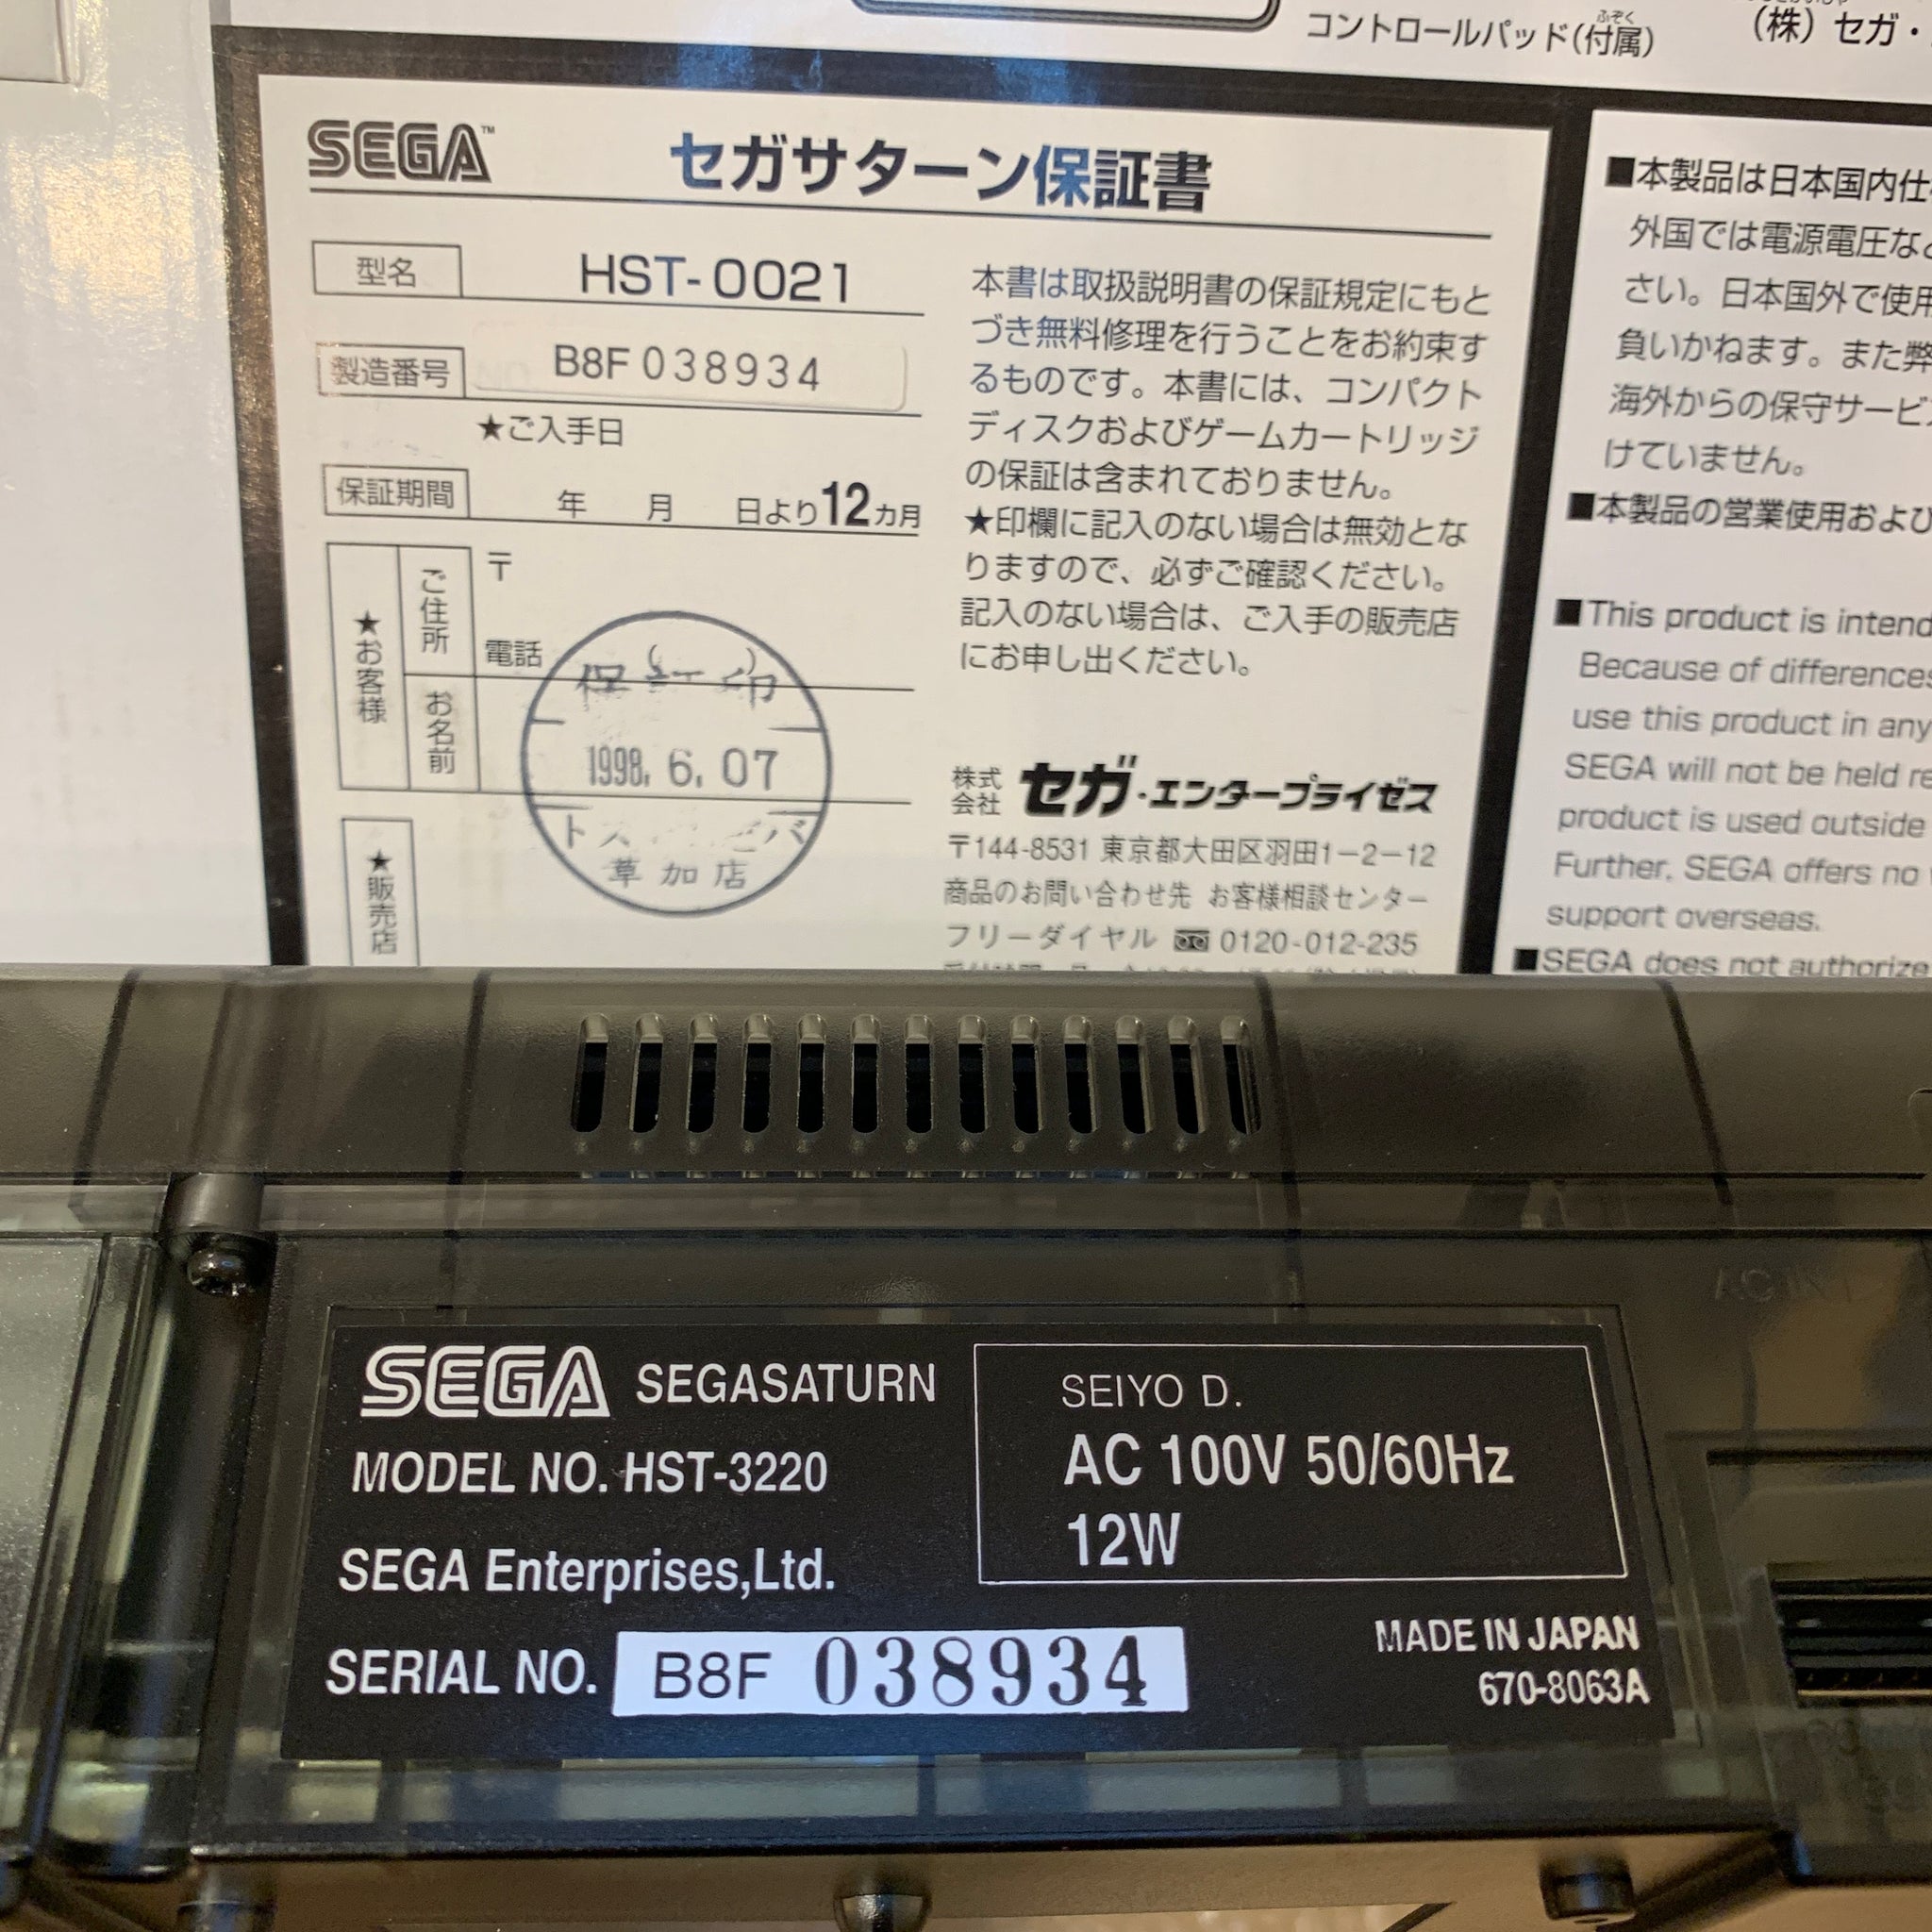 コントロールパッド(付属)
ふぞく
(株)セガ・
SEGA™
セガサターン保証書
型名 HST-0021
製造番号 B8F 038934
★ご入手日
保証期間 年 月 日より12カ月
★お客様
ご住所
〒
電話
お名前
保証印
1998. 6. 07
草加店
★販売店
本書は取扱説明書の保証規定にもと
づき無料修理を行うことをお約束す
るものです。本書には、コンパクト
ディスクおよびゲームカートリッジ
の保証は含まれておりません。
★印欄に記入のない場合は無効とな
りますので、必ずご確認ください。
記入のない場合は、ご入手の販売店
にお申し出ください。
株式会社 セガ・エンタープライゼス
〒144-8531 東京都大田区羽田1-2-12
商品のお問い合わせ先 お客様相談センター
フリーダイヤル 0120-012-235
■本製品は日本国内仕
外国では電源電圧など
さい。日本国外で使用
負いかねます。また弊
海外からの保守サービス
けていません。
■本製品の営業使用および
■This product is intend
Because of differences
use this product in any
SEGA will not be held re
product is used outside
Further, SEGA offers no
support overseas.
■SEGA does not authorize
AC IN
SEGA SEGASATURN
MODEL NO. HST-3220
SEGA Enterprises,Ltd.
SERIAL NO. B8F 038934
SEIYO D.
AC 100V 50/60Hz
12W
MADE IN JAPAN
670-8063A